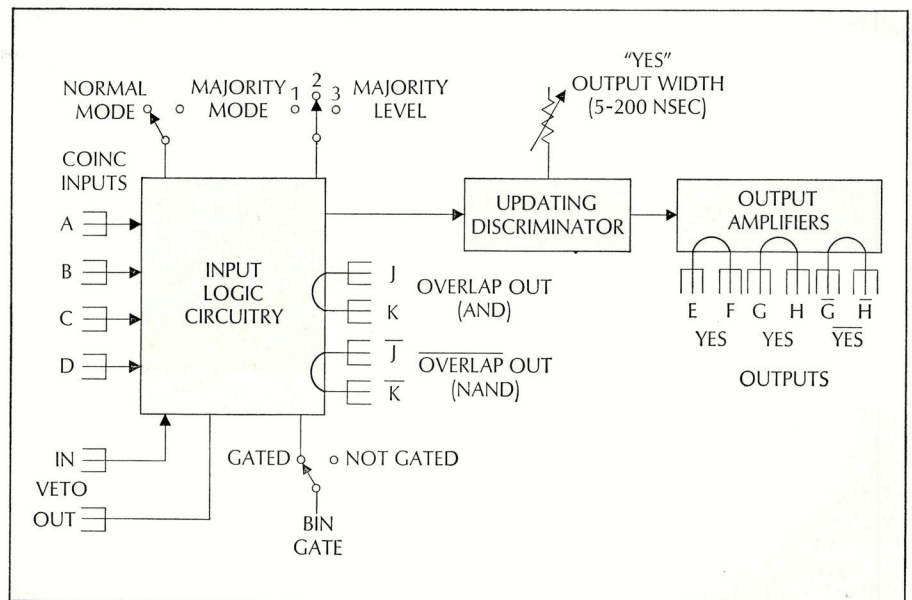 "YES"
OUTPUT WIDTH
(5-200 NSEC)
NORMAL
MODE
MAJORITY
MODE
1
2
3
MAJORITY
LEVEL
COINC
INPUTS
A
B
C
D
INPUT
LOGIC
CIRCUITRY
UPDATING
DISCRIMINATOR
OUTPUT
AMPLIFIERS
J
K
OVERLAP OUT
(AND)
J̅
K̅
O̅V̅E̅R̅L̅A̅P̅ OUT
(NAND)
E F G H G̅ H̅
YES YES Y̅E̅S̅
OUTPUTS
IN
VETO
OUT
GATED
NOT GATED
BIN
GATE